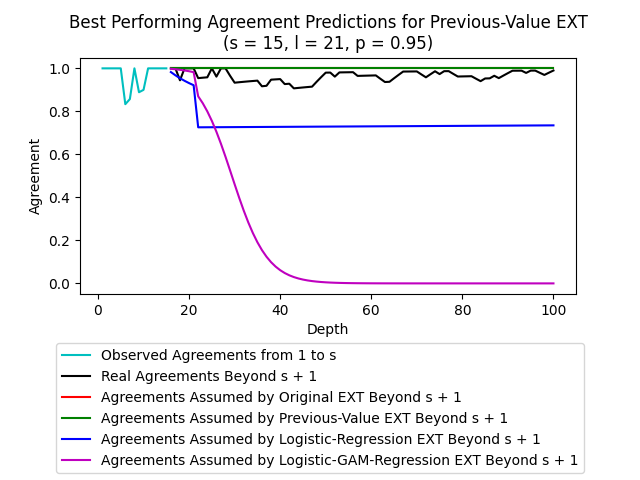 Best Performing Agreement Predictions for Previous-Value EXT
(s = 15, l = 21, p = 0.95)
1.0
0.8
0.6
0.4
0.2
0.0
Agreement
0 20 40 60 80 100
Depth
Observed Agreements from 1 to s
Real Agreements Beyond s + 1
Agreements Assumed by Original EXT Beyond s + 1
Agreements Assumed by Previous-Value EXT Beyond s + 1
Agreements Assumed by Logistic-Regression EXT Beyond s + 1
Agreements Assumed by Logistic-GAM-Regression EXT Beyond s + 1